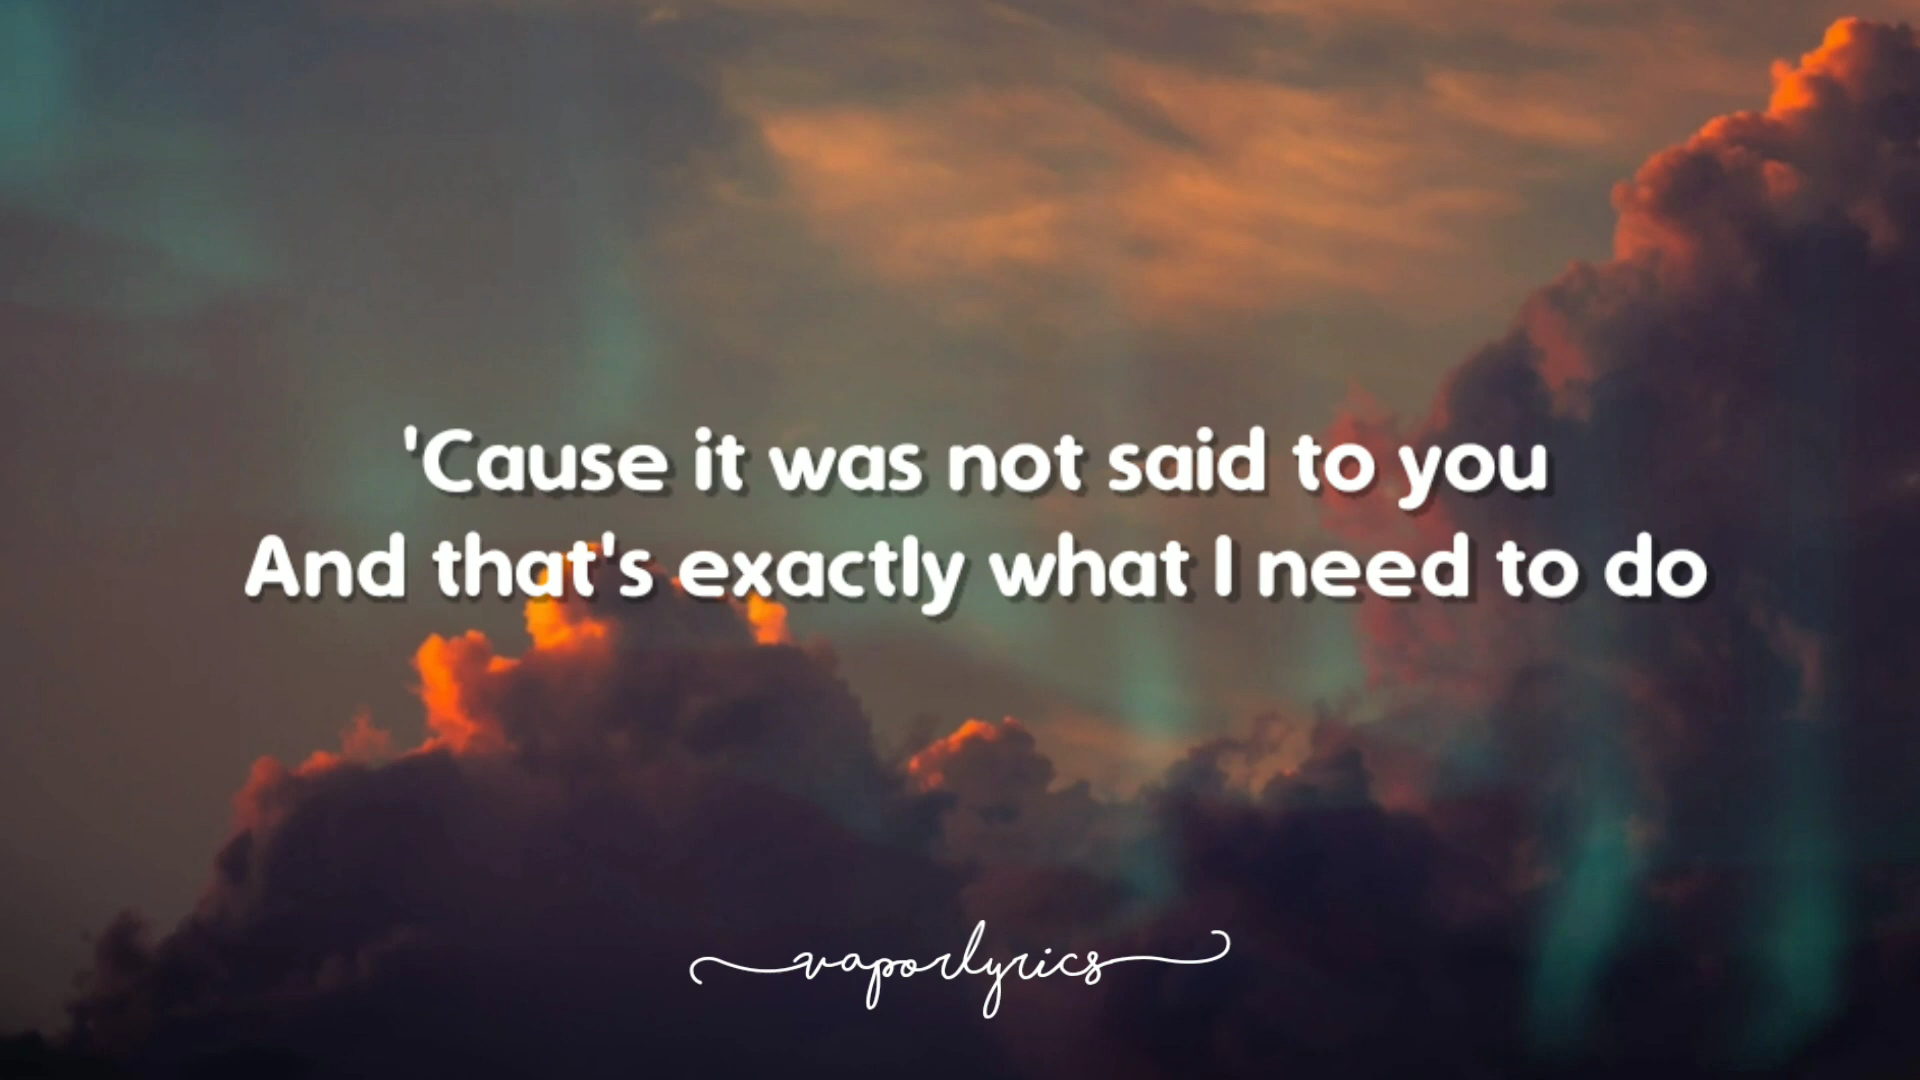 'Cause it was not said to you
And that's exactly what I need to do
vaporlyrics